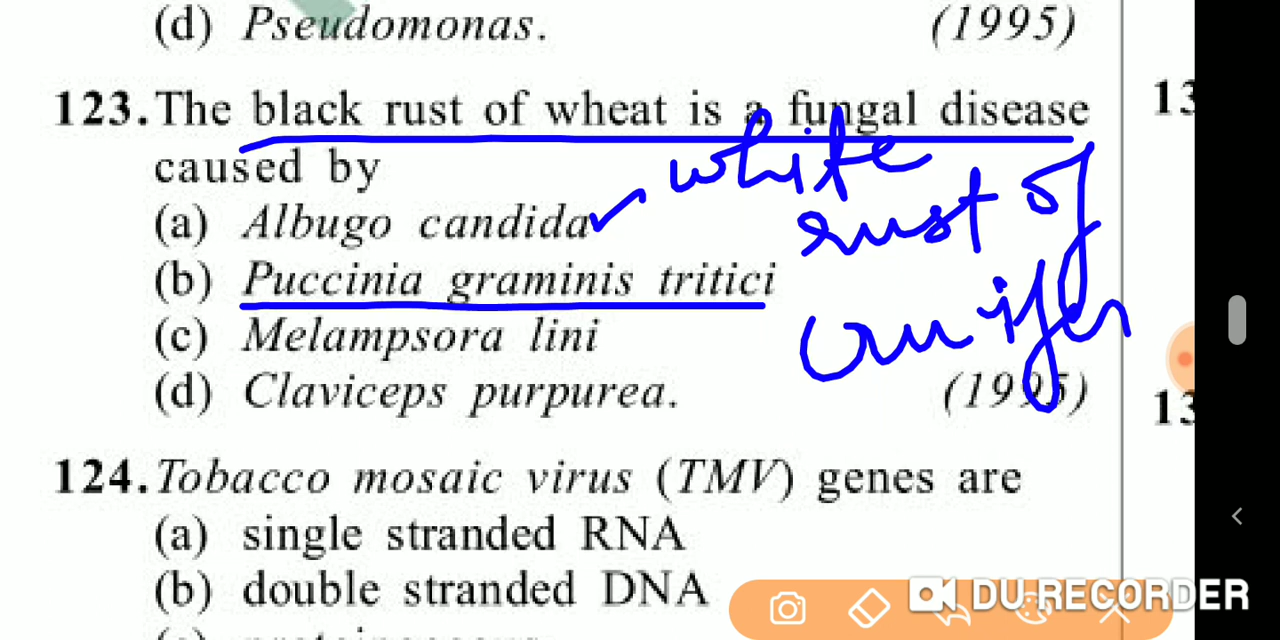 (d) Pseudomonas. (1995)
123. The black rust of wheat is a fungal disease
caused by
white
(a) Albugo candida
rust of
(b) Puccinia graminis tritici
(c) Melampsora lini
(d) Claviceps purpurea. (1995)
124. Tobacco mosaic virus (TMV) genes are
(a) single stranded RNA
(b) double stranded DNA
DU RECORDER
13
13